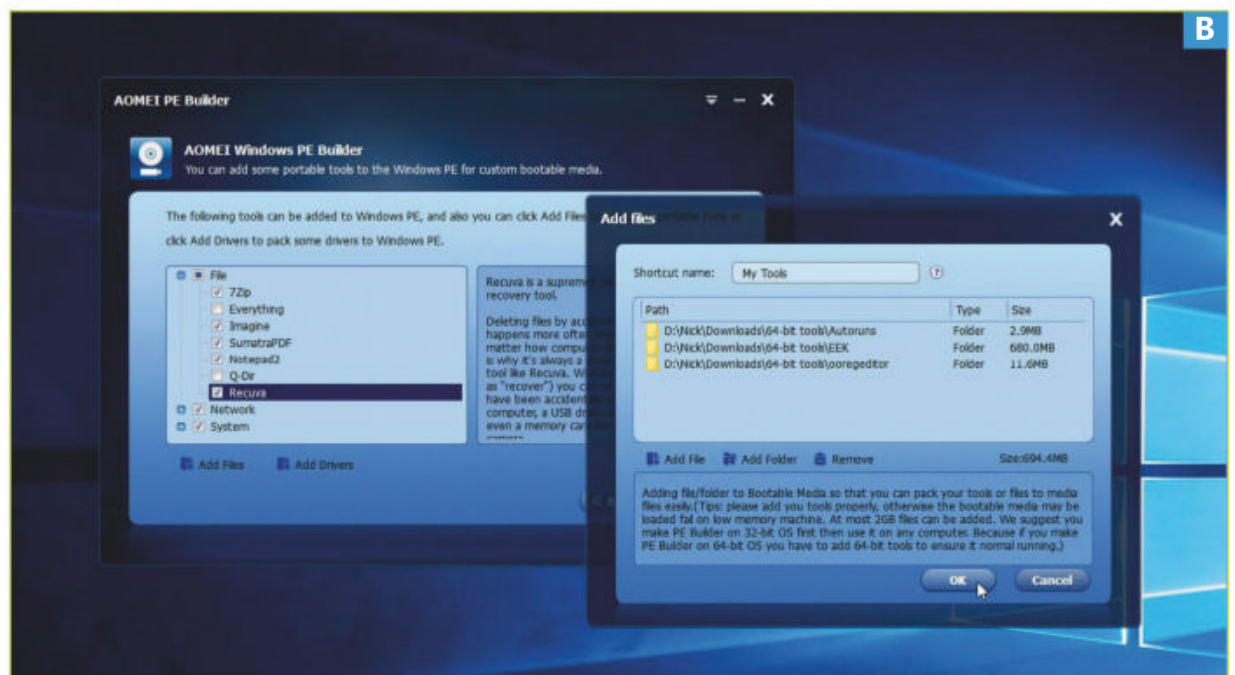 B
AOMEI PE Builder
AOMEI Windows PE Builder
You can add some portable tools to the Windows PE for custom bootable media.
The following tools can be added to Windows PE, and also you can click Add Files
click Add Drivers to pack some drivers to Windows PE.
File
7Zip
Everything
Imagine
SumatraPDF
Notepad2
Q-Dir
Recuva
Network
System
Recuva is a
recovery tool.
Deleting files by
happens more often
matter how
is why it's always a
tool like Recuva.
as "recover") you
have been
computer, a USB
even a memory
camera
Add Files Add Drivers
Add files
Shortcut name: My Tools
Path Type Size
D:\Nick\Downloads\64-bit tools\Autoruns Folder 2.9MB
D:\Nick\Downloads\64-bit tools\EEK Folder 680.0MB
D:\Nick\Downloads\64-bit tools\ooregeditor Folder 11.6MB
Add File Add Folder Remove Size:694.4MB
Adding file/folder to Bootable Media so that you can pack your tools or files to media
files easily.(Tips: please add you tools properly, otherwise the bootable media may be
loaded fail on low memory machine. At most 2GB files can be added. We suggest you
make PE Builder on 32-bit OS first then use it on any computer. Because if you make
PE Builder on 64-bit OS you have to add 64-bit tools to ensure it normal running.)
OK Cancel